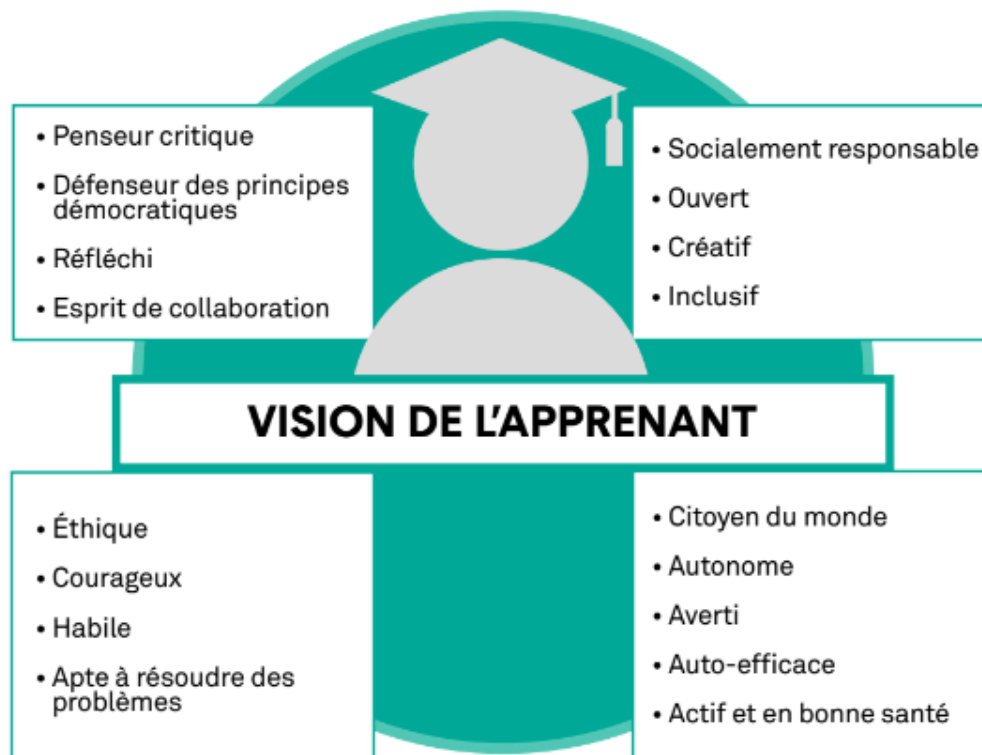 • Penseur critique
• Défenseur des principes
démocratiques
• Réfléchi
• Esprit de collaboration
• Socialement responsable
• Ouvert
• Créatif
• Inclusif
VISION DE L'APPRENANT
• Éthique
• Courageux
• Habile
• Apte à résoudre des
problèmes
• Citoyen du monde
• Autonome
• Averti
• Auto-efficace
• Actif et en bonne santé